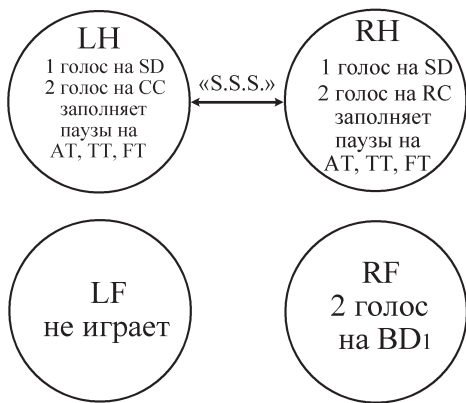 LH
1 голос на SD
2 голос на CC
заполняет
паузы на
AT, TT, FT
«S.S.S.»
RH
1 голос на SD
2 голос на RC
заполняет
паузы на
AT, TT, FT
LF
не играет
RF
2 голос
на BD1